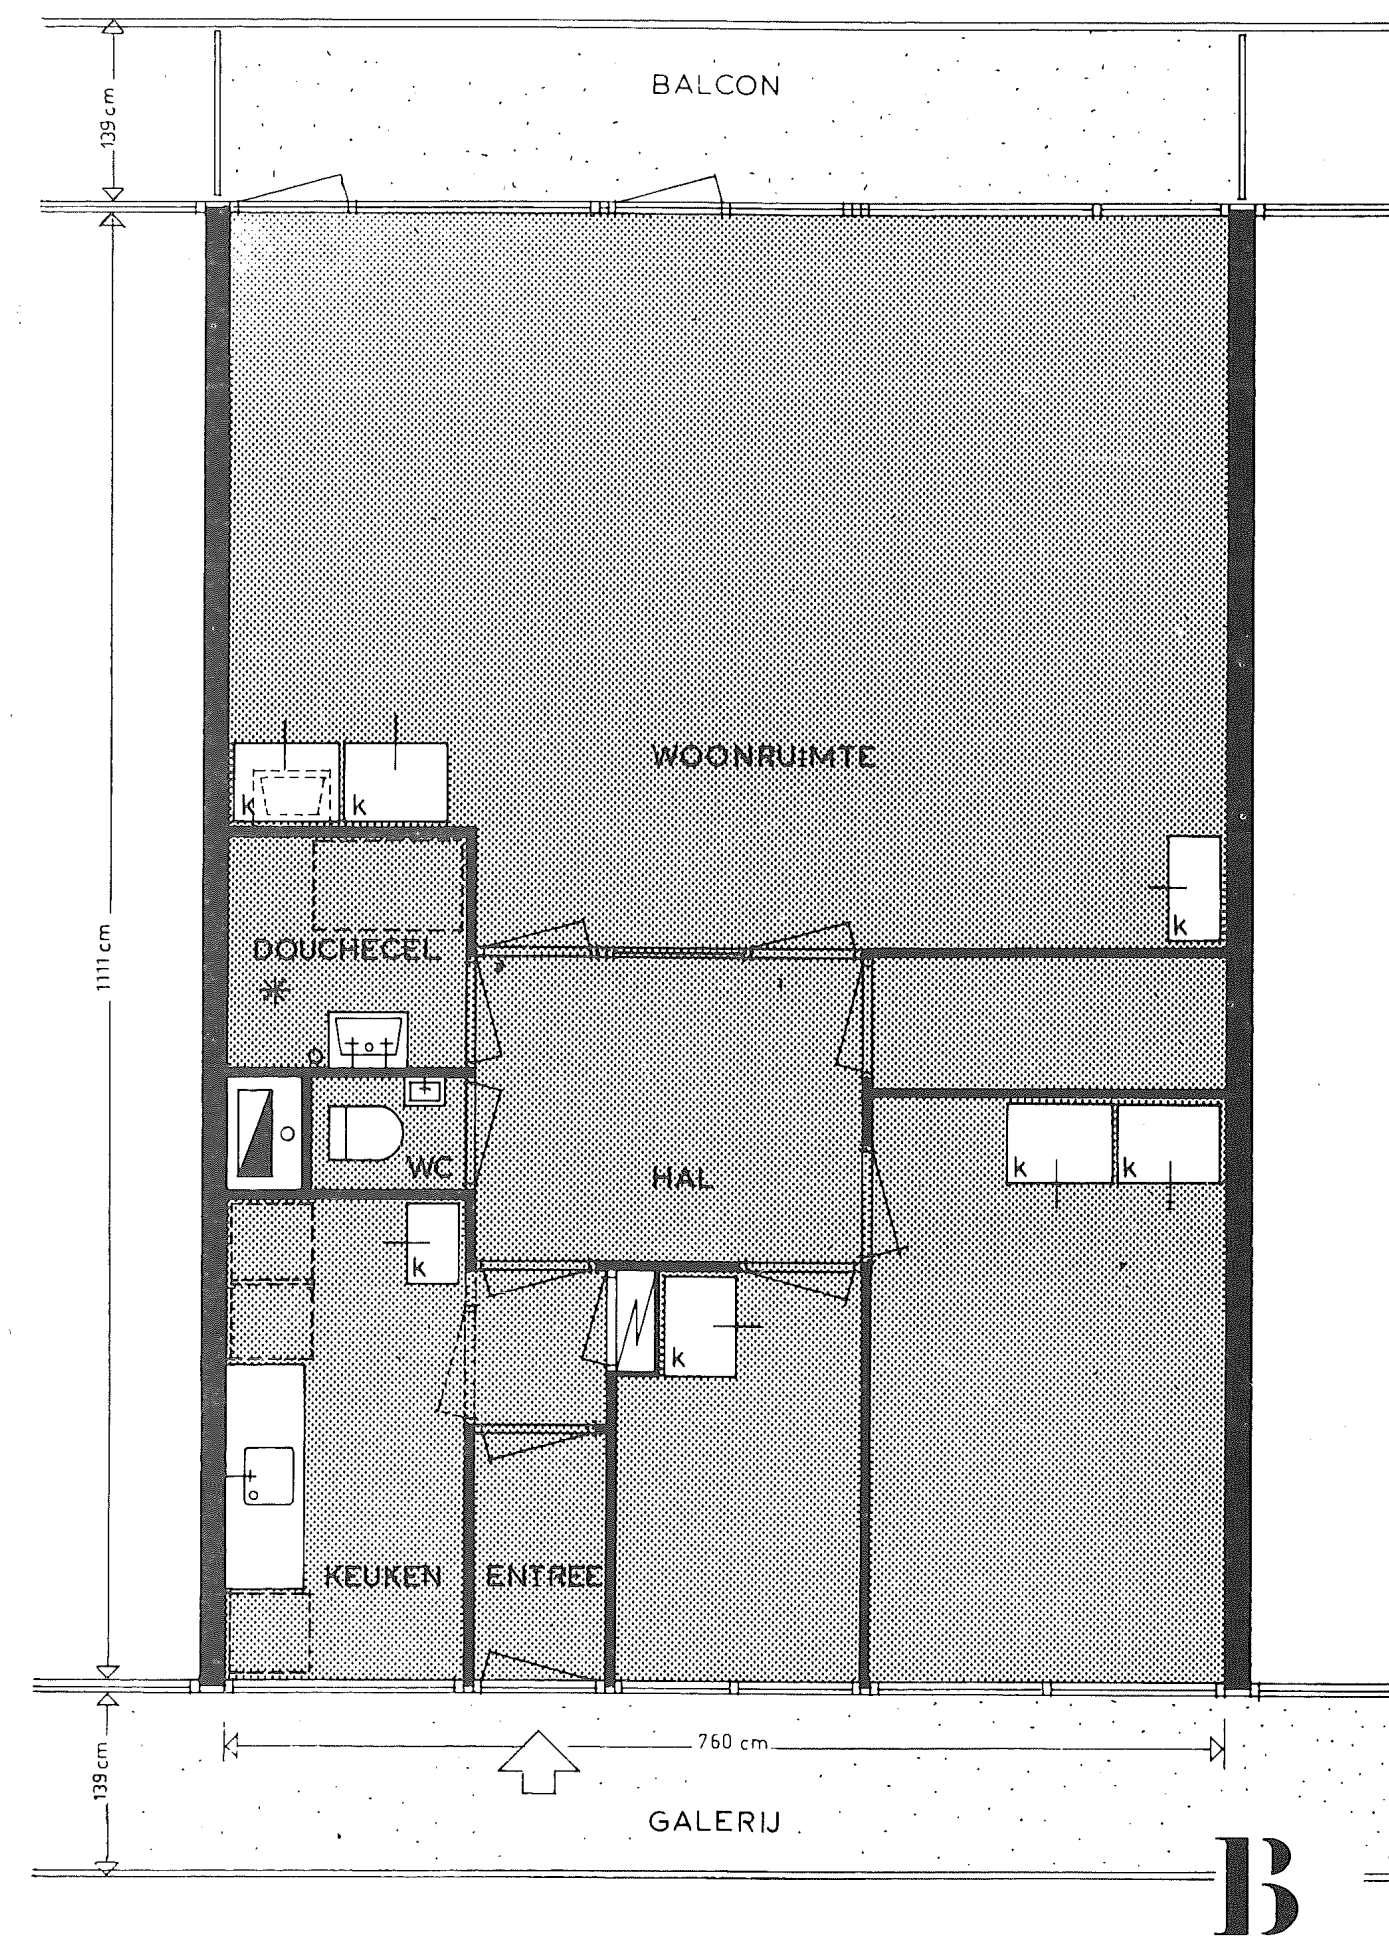 BALCON
139 cm
WOONRUIMTE
k
k
k
DOUCHECEL
1111 cm
WC
HAL
k
k
k
k
KEUKEN
ENTREE
760 cm
139 cm
GALERIJ
B